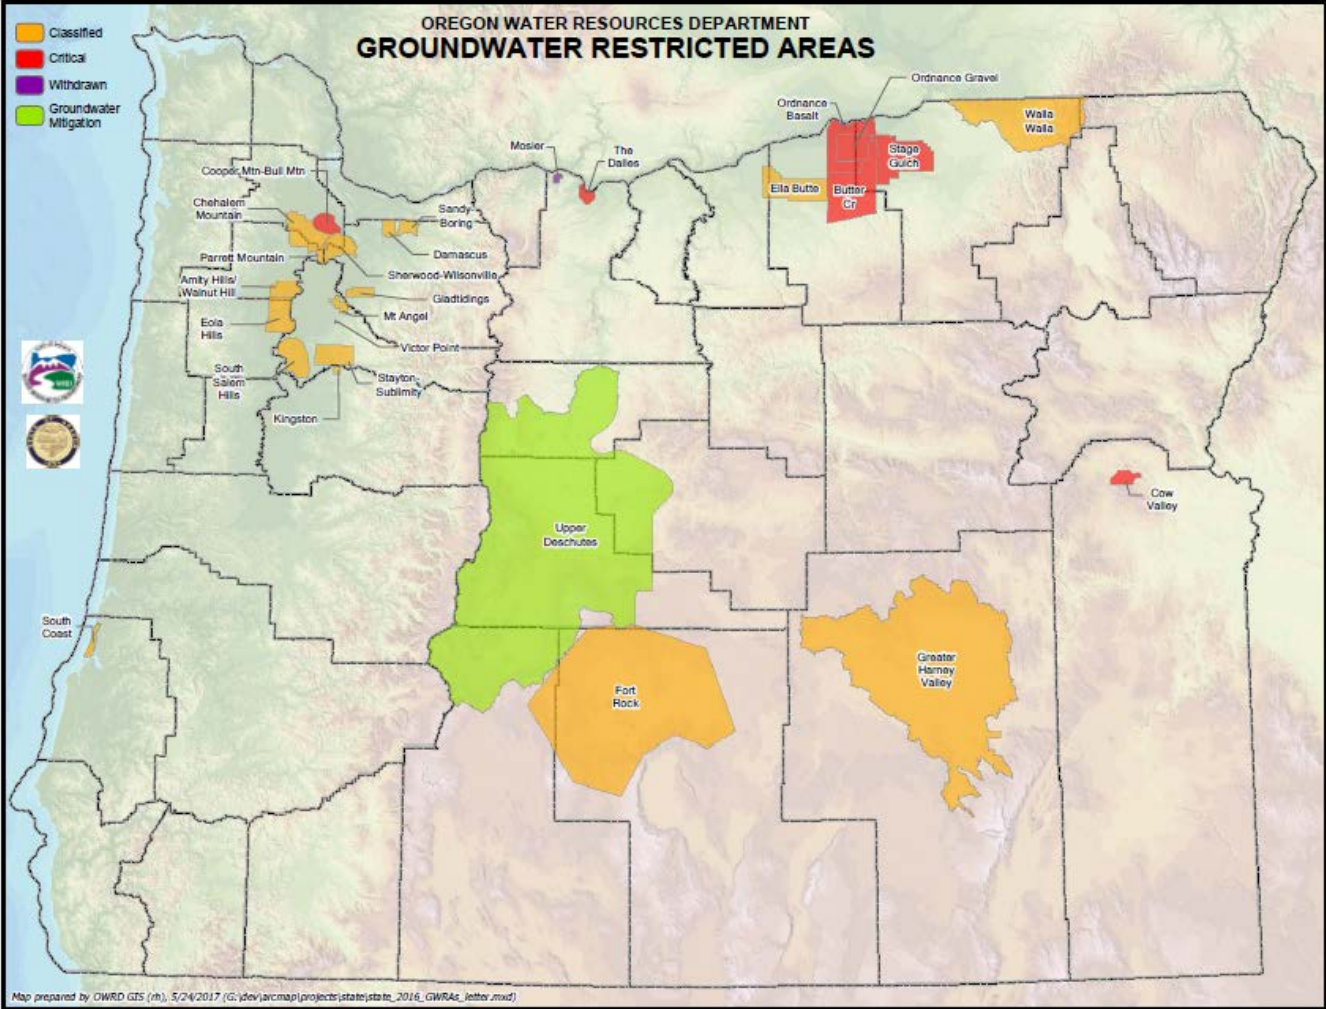 OREGON WATER RESOURCES DEPARTMENT
GROUNDWATER RESTRICTED AREAS
Classified
Critical
Withdrawn
Groundwater
Mitigation
Ordnance Gravel
Ordnance
Basalt
Walla
Walla
Mosier
The
Dalles
Stage
Gulch
Cooper Mtn-Bull Mtn
Ella Butte
Butter
Cr
Chehalem
Mountain
Sandy-
Boring
Parrett Mountain
Damascus
Sherwood-Wilsonville
Amity Hills/
Walnut Hill
Gladtidings
Mt Angel
Eola
Hills
Victor Point
South
Salem
Hills
Stayton-
Sublimity
Kingston
Cow
Valley
Upper
Deschutes
South
Coast
Greater
Harney
Valley
Fort
Rock
Map prepared by OWRD GIS (rh), 5/24/2017 (G:\dev\arcmap\projects\state\state_2016_GWRAs_letter.mxd)